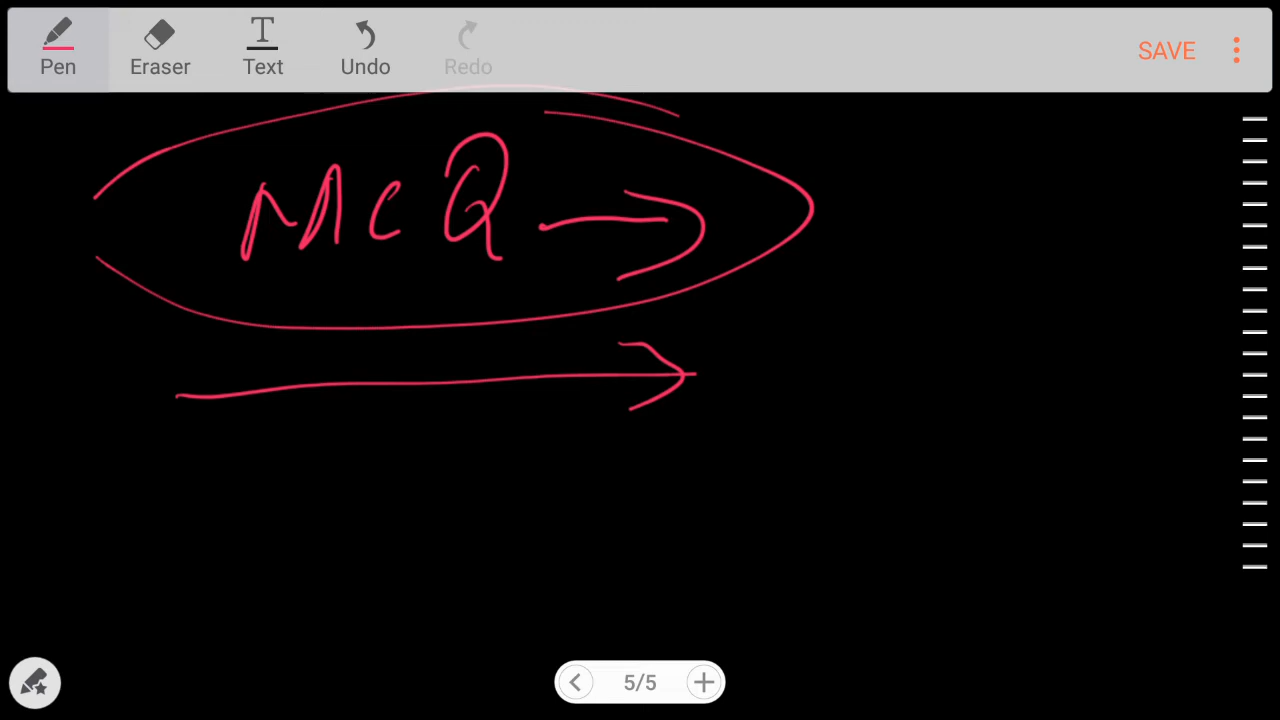 Pen Eraser Text Undo Redo SAVE
MCQ →
→
5/5